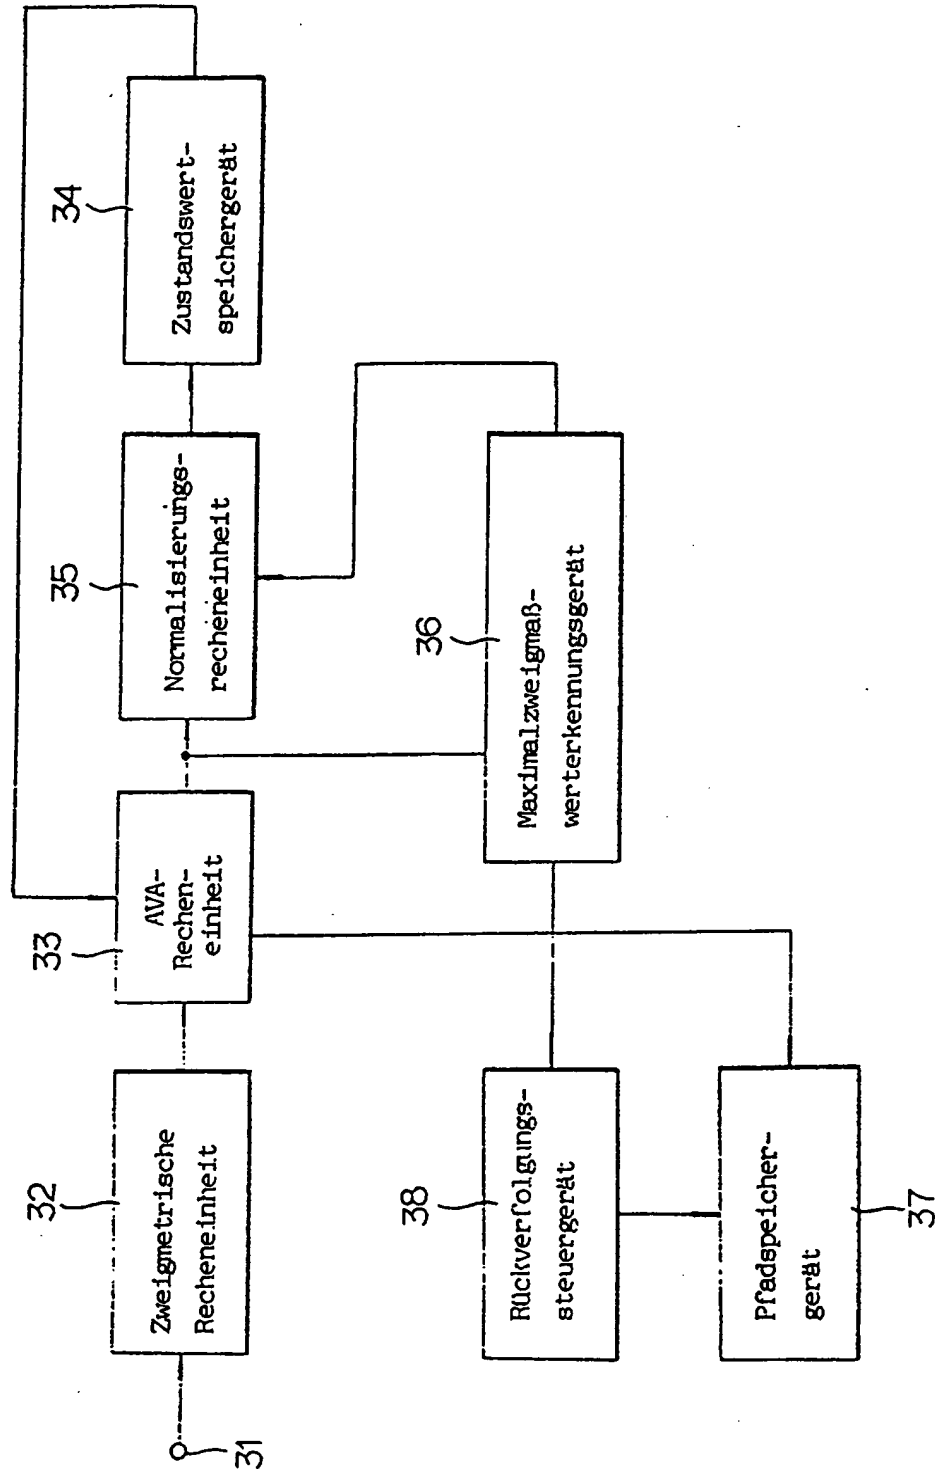 31
32
Zweigmetrische
Recheneinheit
33
AVA-
Rechen-
einheit
35
Normalisierungs-
recheneinheit
34
Zustandswert-
speichergerät
36
Maximalzweigmaß-
werterkennungsgerät
38
Rückverfolgungs-
steuergerät
37
Pfadspeicher-
gerät